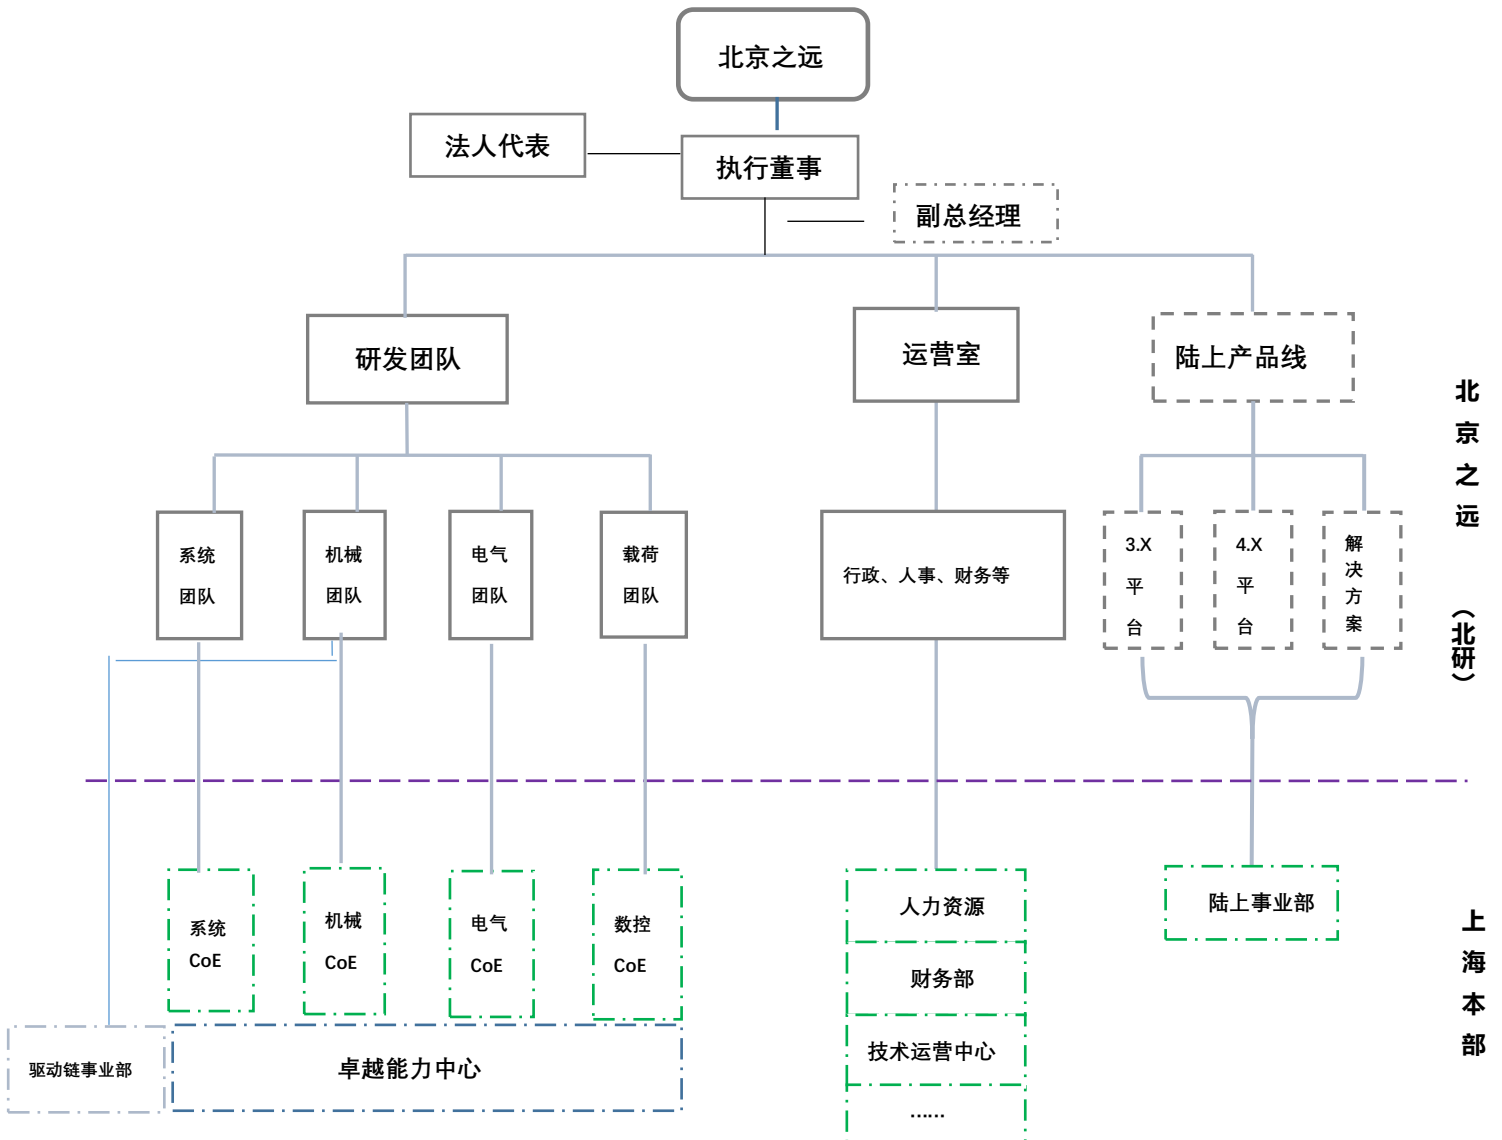 北京之远
法人代表
执行董事
副总经理
研发团队
运营室
陆上产品线
系统
团队
机械
团队
电气
团队
载荷
团队
行政、人事、财务等
3.X
平
台
4.X
平
台
解
决
方
案
北
京
之
远
（北研）
系统
CoE
机械
CoE
电气
CoE
数控
CoE
人力资源
财务部
技术运营中心
......
陆上事业部
驱动链事业部
卓越能力中心
上
海
本
部